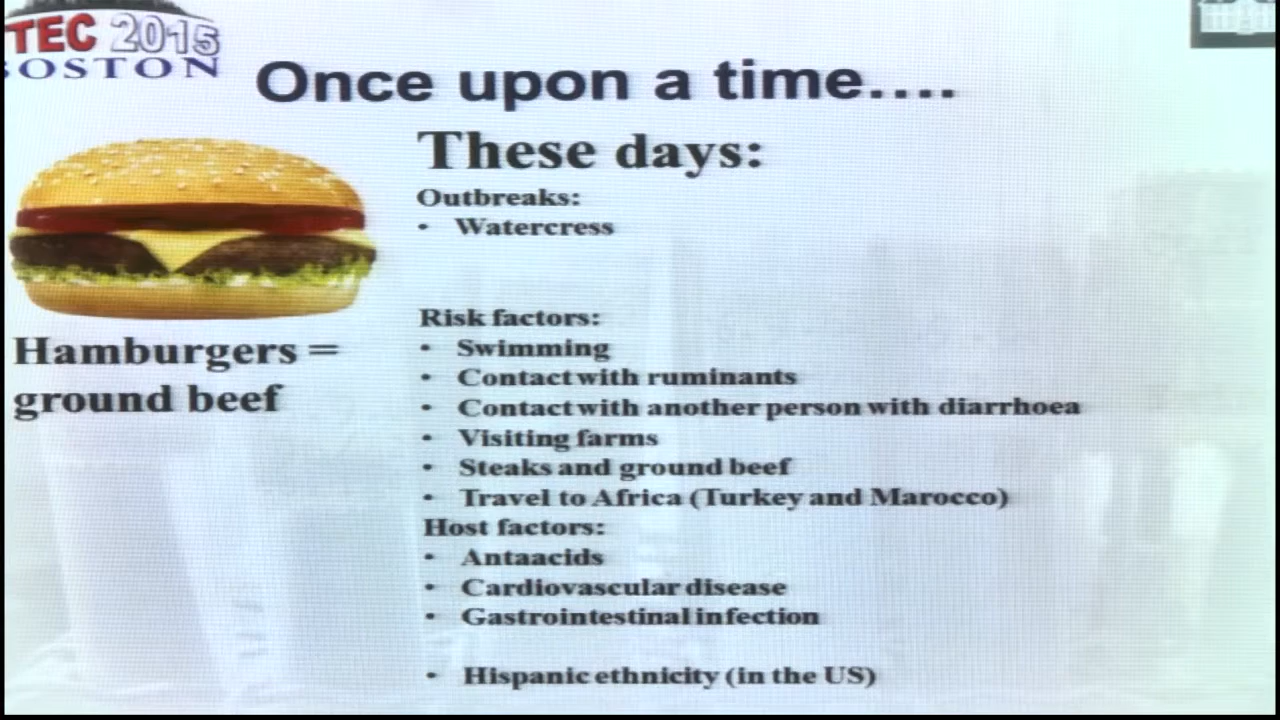 TEC 2015
BOSTON
Once upon a time....
These days:
Outbreaks:
• Watercress
Hamburgers =
ground beef
Risk factors:
• Swimming
• Contact with ruminants
• Contact with another person with diarrhoea
• Visiting farms
• Steaks and ground beef
• Travel to Africa (Turkey and Marocco)
Host factors:
• Antaacids
• Cardiovascular disease
• Gastrointestinal infection
• Hispanic ethnicity (in the US)